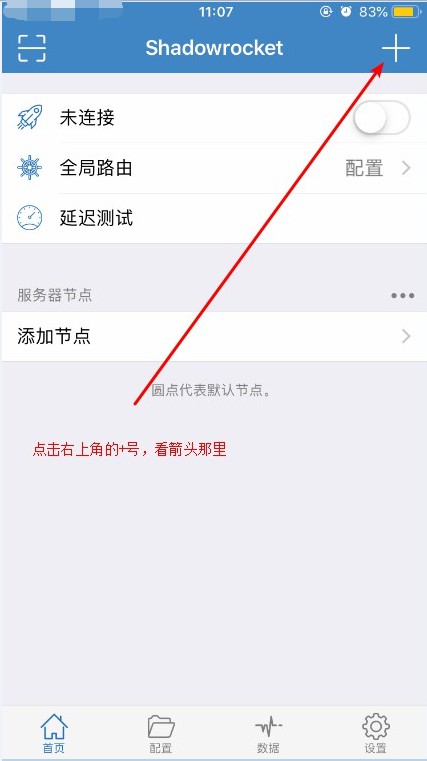 11:07
83%
Shadowrocket
未连接
全局路由
配置
延迟测试
服务器节点
添加节点
圆点代表默认节点。
点击右上角的+号，看箭头那里
首页
配置
数据
设置